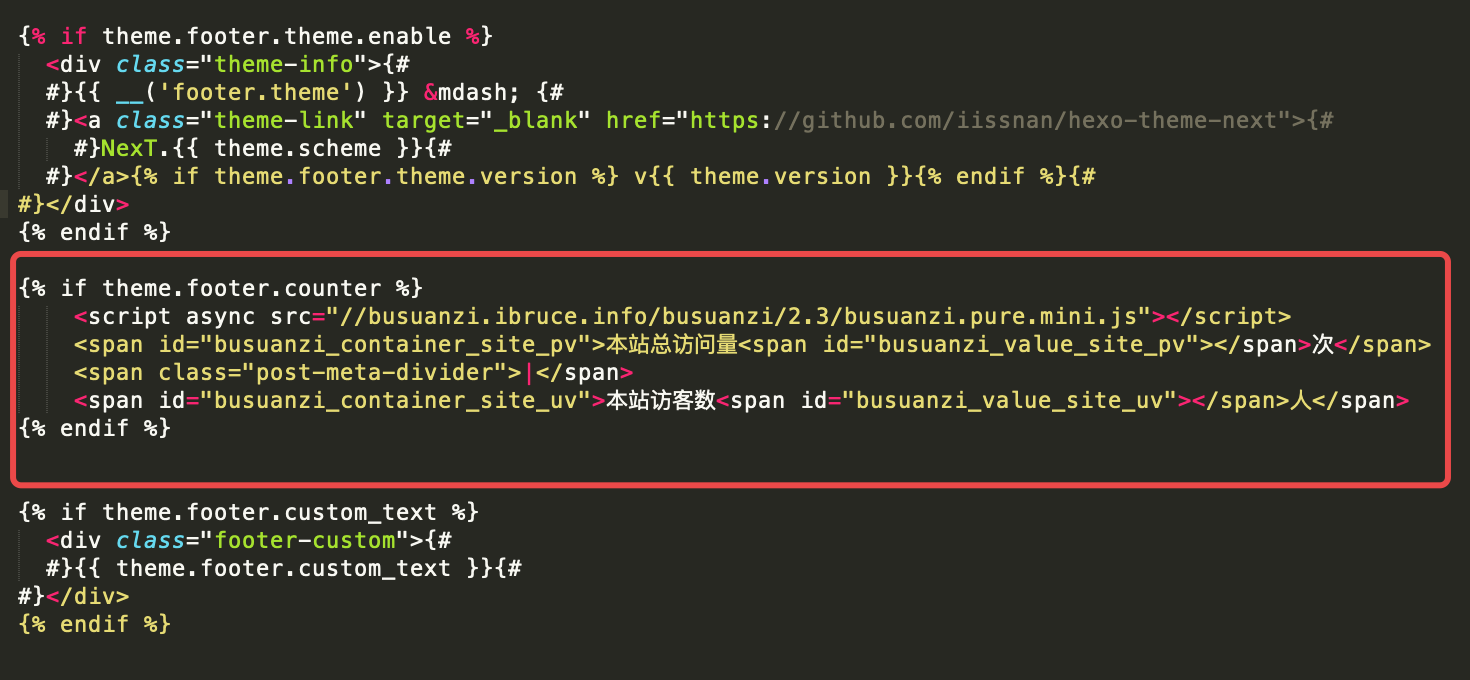 {% if theme.footer.theme.enable %}
<div class="theme-info">{#
#}{{ __('footer.theme') }} &mdash; {#
#}<a class="theme-link" target="_blank" href="https://github.com/iissnan/hexo-theme-next">{#
#}NexT.{{ theme.scheme }}{#
#}</a>{% if theme.footer.theme.version %} v{{ theme.version }}{% endif %}{#
#}</div>
{% endif %}
{% if theme.footer.counter %}
<script async src="//busuanzi.ibruce.info/busuanzi/2.3/busuanzi.pure.mini.js"></script>
<span id="busuanzi_container_site_pv">本站总访问量<span id="busuanzi_value_site_pv"></span>次</span>
<span class="post-meta-divider">|</span>
<span id="busuanzi_container_site_uv">本站访客数<span id="busuanzi_value_site_uv"></span>人</span>
{% endif %}
{% if theme.footer.custom_text %}
<div class="footer-custom">{#
#}{{ theme.footer.custom_text }}{#
#}</div>
{% endif %}